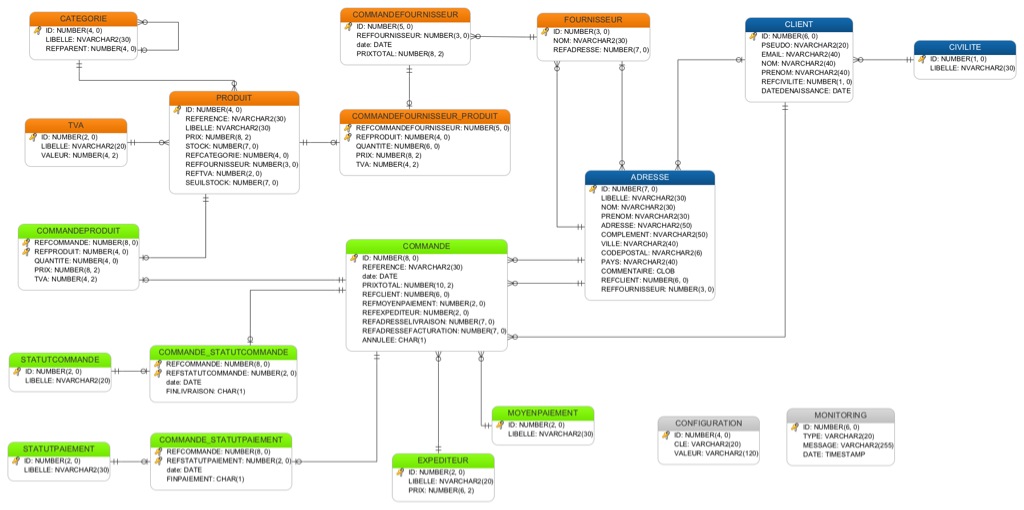 CATEGORIE
ID: NUMBER(4, 0)
LIBELLE: NVARCHAR2(30)
REFPARENT: NUMBER(4, 0)
COMMANDEFOURNISSEUR
ID: NUMBER(5, 0)
REFFOURNISSEUR: NUMBER(3, 0)
date: DATE
PRIXTOTAL: NUMBER(8, 2)
FOURNISSEUR
ID: NUMBER(3, 0)
NOM: NVARCHAR2(30)
REFADRESSE: NUMBER(7, 0)
CLIENT
ID: NUMBER(6, 0)
PSEUDO: NVARCHAR2(20)
EMAIL: NVARCHAR2(40)
NOM: NVARCHAR2(40)
PRENOM: NVARCHAR2(40)
REFCIVILITE: NUMBER(1, 0)
DATEDENAISSANCE: DATE
CIVILITE
ID: NUMBER(1, 0)
LIBELLE: NVARCHAR2(30)
TVA
ID: NUMBER(2, 0)
LIBELLE: NVARCHAR2(20)
VALEUR: NUMBER(4, 2)
PRODUIT
ID: NUMBER(4, 0)
REFERENCE: NVARCHAR2(30)
LIBELLE: NVARCHAR2(30)
PRIX: NUMBER(8, 2)
STOCK: NUMBER(7, 0)
REFCATEGORIE: NUMBER(4, 0)
REFFOURNISSEUR: NUMBER(3, 0)
REFTVA: NUMBER(2, 0)
SEUILSTOCK: NUMBER(7, 0)
COMMANDEFOURNISSEUR_PRODUIT
REFCOMMANDEFOURNISSEUR: NUMBER(5, 0)
REFPRODUIT: NUMBER(4, 0)
QUANTITE: NUMBER(6, 0)
PRIX: NUMBER(8, 2)
TVA: NUMBER(4, 2)
ADRESSE
ID: NUMBER(7, 0)
LIBELLE: NVARCHAR2(30)
NOM: NVARCHAR2(30)
PRENOM: NVARCHAR2(30)
ADRESSE: NVARCHAR2(50)
COMPLEMENT: NVARCHAR2(50)
VILLE: NVARCHAR2(40)
CODEPOSTAL: NVARCHAR2(6)
PAYS: NVARCHAR2(40)
COMMENTAIRE: CLOB
REFCLIENT: NUMBER(6, 0)
REFFOURNISSEUR: NUMBER(3, 0)
COMMANDEPRODUIT
REFCOMMANDE: NUMBER(8, 0)
REFPRODUIT: NUMBER(4, 0)
QUANTITE: NUMBER(4, 0)
PRIX: NUMBER(8, 2)
TVA: NUMBER(4, 2)
COMMANDE
ID: NUMBER(8, 0)
REFERENCE: NVARCHAR2(30)
date: DATE
PRIXTOTAL: NUMBER(10, 2)
REFCLIENT: NUMBER(6, 0)
REFMOYENPAIEMENT: NUMBER(2, 0)
REFEXPEDITEUR: NUMBER(2, 0)
REFADRESSELIVRAISON: NUMBER(7, 0)
REFADRESSEFACTURATION: NUMBER(7, 0)
ANNULEE: CHAR(1)
STATUTCOMMANDE
ID: NUMBER(2, 0)
LIBELLE: NVARCHAR2(20)
COMMANDE_STATUTCOMMANDE
REFCOMMANDE: NUMBER(8, 0)
REFSTATUTCOMMANDE: NUMBER(2, 0)
date: DATE
FINLIVRAISON: CHAR(1)
STATUTPAIEMENT
ID: NUMBER(2, 0)
LIBELLE: NVARCHAR2(30)
COMMANDE_STATUTPAIEMENT
REFCOMMANDE: NUMBER(8, 0)
REFSTATUTPAIEMENT: NUMBER(2, 0)
date: DATE
FINPAIEMENT: CHAR(1)
MOYENPAIEMENT
ID: NUMBER(2, 0)
LIBELLE: NVARCHAR2(30)
EXPEDITEUR
ID: NUMBER(2, 0)
LIBELLE: NVARCHAR2(20)
PRIX: NUMBER(6, 2)
CONFIGURATION
ID: NUMBER(4, 0)
CLE: VARCHAR2(20)
VALEUR: VARCHAR2(120)
MONITORING
ID: NUMBER(6, 0)
TYPE: VARCHAR2(20)
MESSAGE: VARCHAR2(255)
DATE: TIMESTAMP